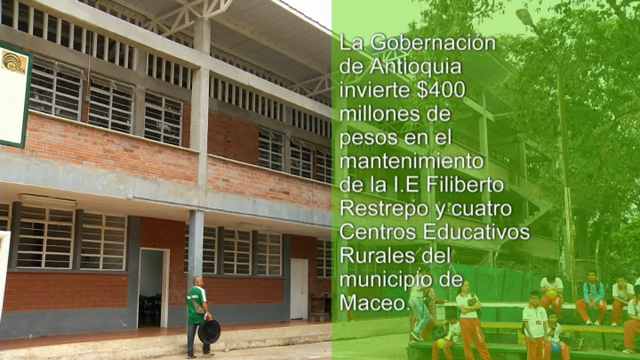 La Gobernación
de Antioquia
invierte $400
millones de
pesos en el
mantenimiento
de la I.E Filiberto
Restrepo y cuatro
Centros Educativos
Rurales del
municipio de
Maceo.